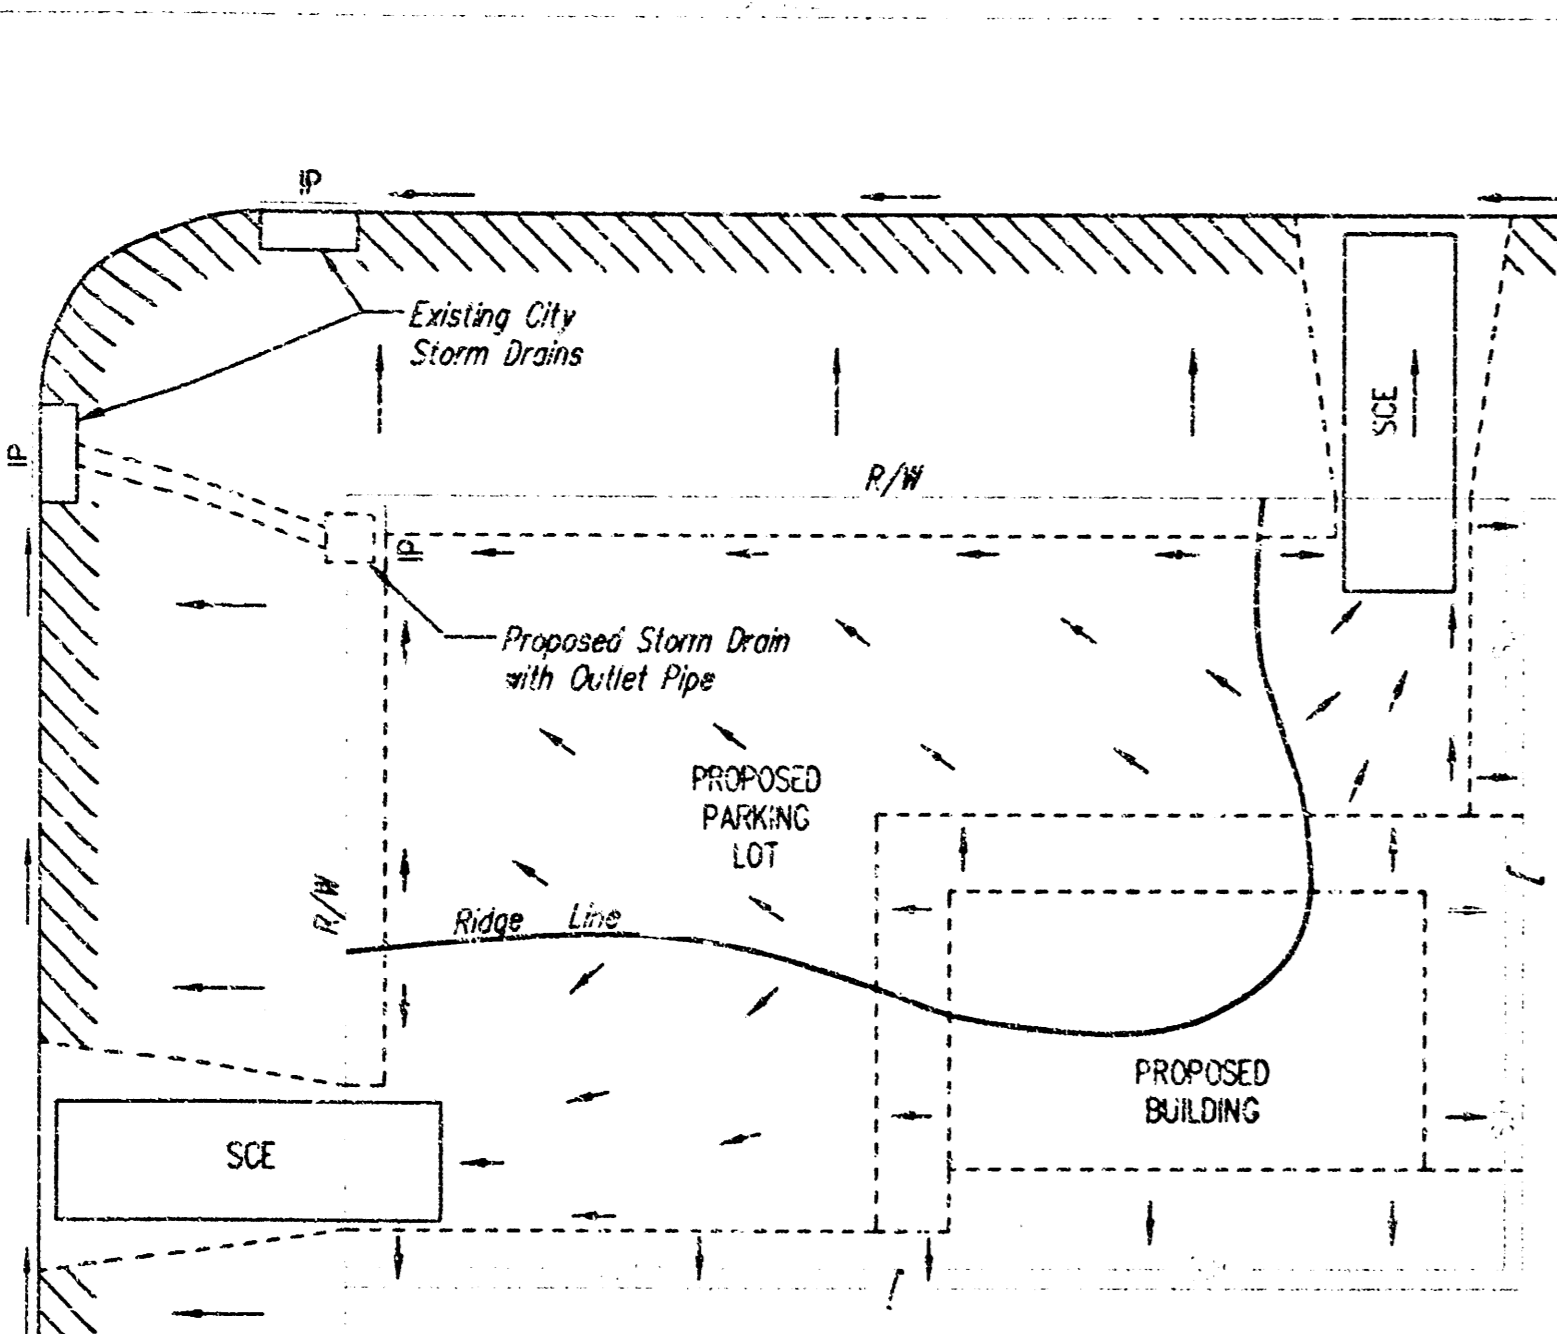 IP
Existing City
Storm Drains
IP
SCE
R/W
IP
Proposed Storm Drain
with Outlet Pipe
PROPOSED
PARKING
LOT
R/W
Ridge Line
PROPOSED
BUILDING
SCE